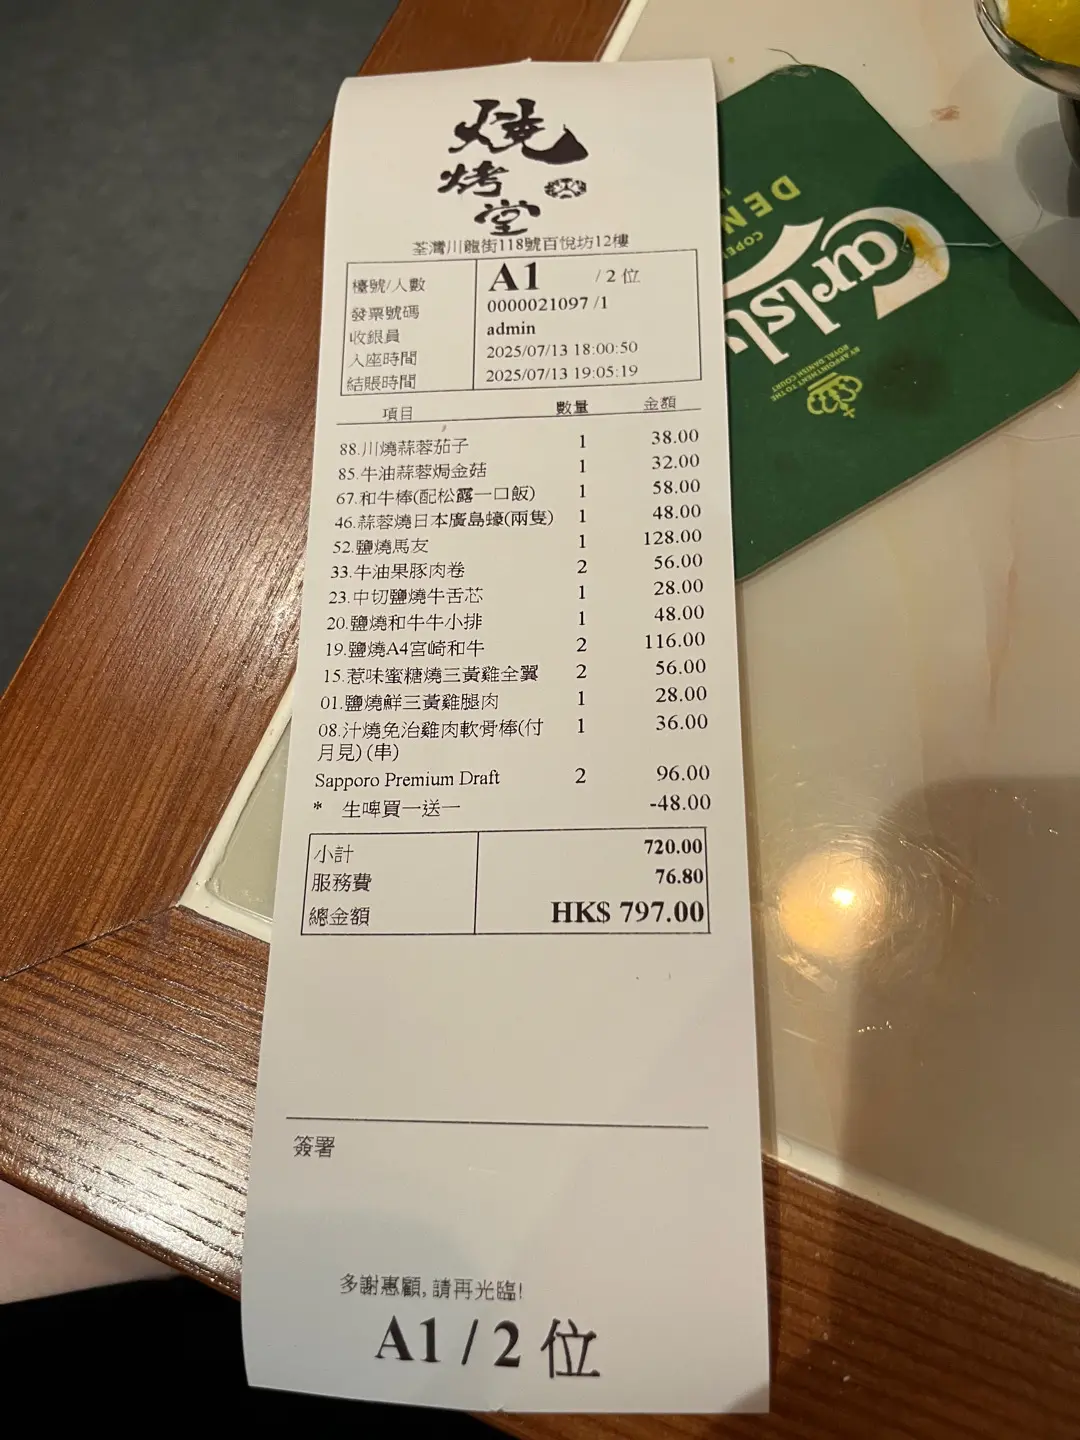 燒
烤
堂
荃灣川龍街118號百悅坊12樓
檯號/人數 A1 / 2 位
發票號碼 0000021097 /1
收銀員 admin
入座時間 2025/07/13 18:00:50
結賬時間 2025/07/13 19:05:19
項目 數量 金額
88.川燒蒜蓉茄子 1 38.00
85.牛油蒜蓉焗金菇 1 32.00
67.和牛棒(配松露一口飯) 1 58.00
46.蒜蓉燒日本廣島蠔(兩隻) 1 48.00
52.鹽燒馬友 1 128.00
33.牛油果豚肉卷 2 56.00
23.中切鹽燒牛舌芯 1 28.00
20.鹽燒和牛牛小排 1 48.00
19.鹽燒A4宮崎和牛 2 116.00
15.惹味蜜糖燒三黃雞全翼 2 56.00
01.鹽燒鮮三黃雞腿肉 1 28.00
08.汁燒免治雞肉軟骨棒(付 1 36.00
月見) (串)
Sapporo Premium Draft 2 96.00
* 生啤買一送一 -48.00
小計 720.00
服務費 76.80
總金額 HK$ 797.00
簽署
多謝惠顧, 請再光臨!
A1 / 2 位
Carlsb
DEN
COPE
BY APPOINTMENT TO THE
ROYAL DANISH COURT